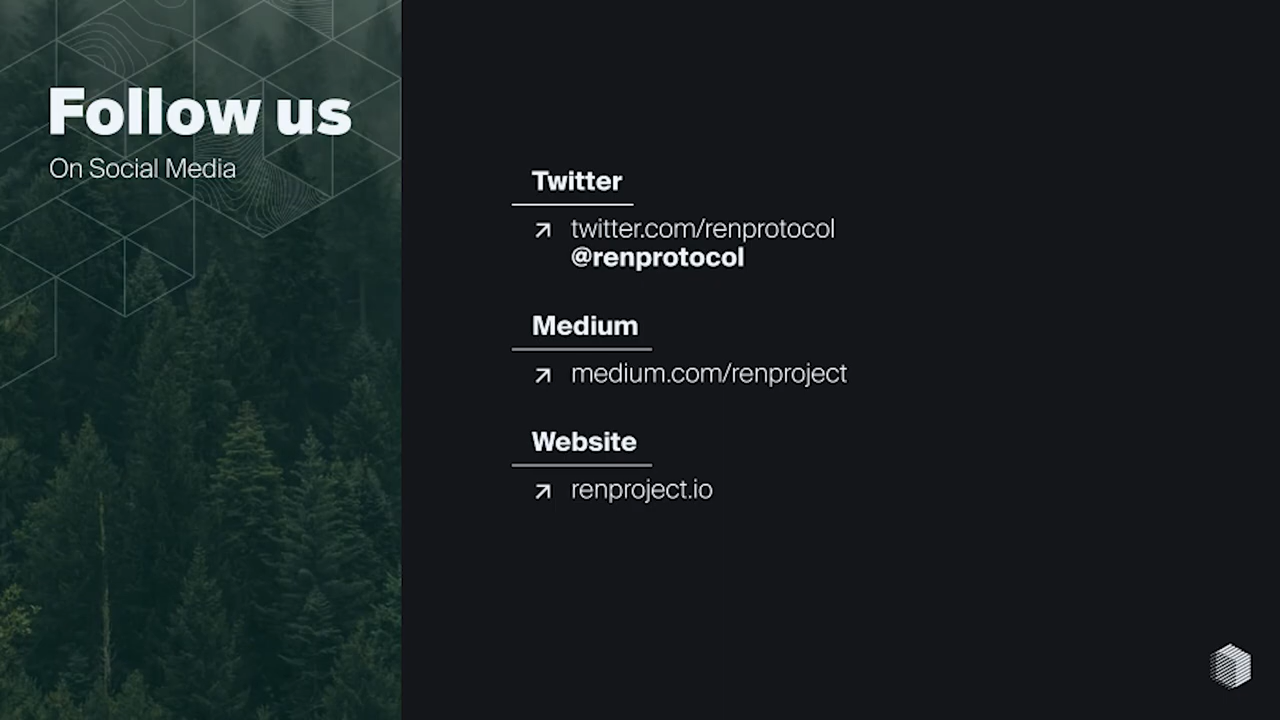 Follow us
On Social Media
Twitter
twitter.com/renprotocol
@renprotocol
Medium
medium.com/renproject
Website
renproject.io